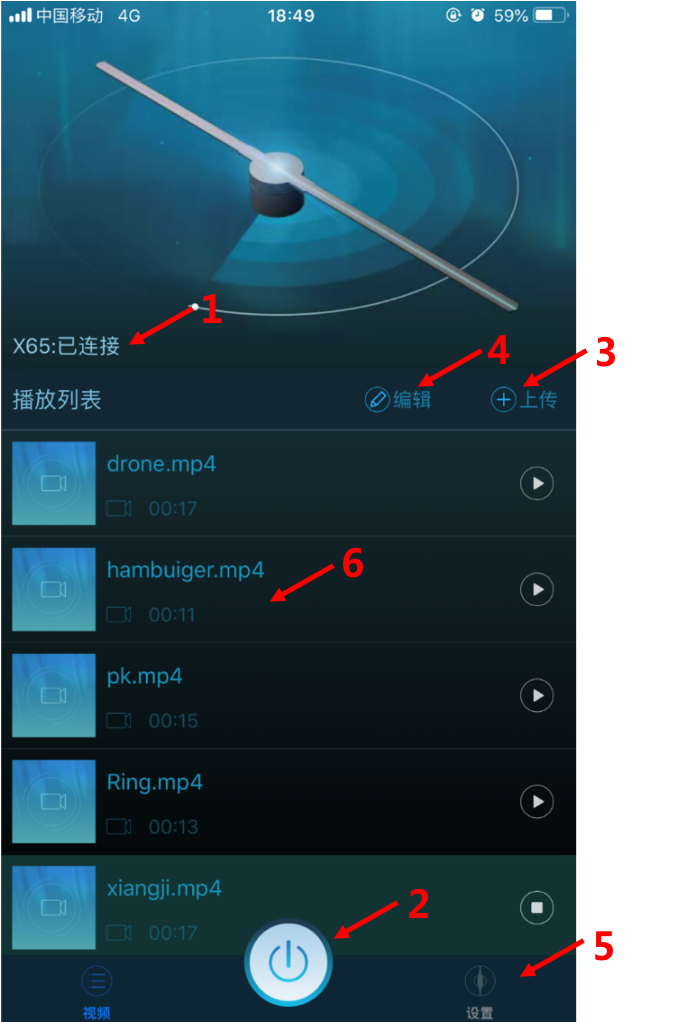 中国移动 4G 18:49 59%
1
X65:已连接
4
3
播放列表 编辑 上传
drone.mp4
00:17
hambuiger.mp4
6
00:11
pk.mp4
00:15
Ring.mp4
00:13
xiangji.mp4
2
00:17
5
视频 设置